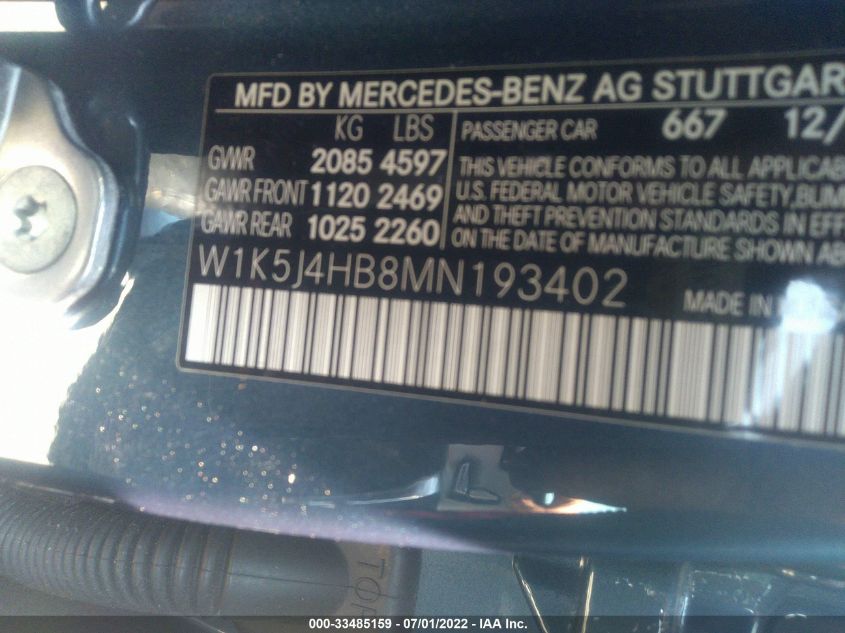 MFD BY MERCEDES-BENZ AG STUTTGAR
KG LBS
GVWR 2085 4597
GAWR FRONT 1120 2469
GAWR REAR 1025 2260
PASSENGER CAR 667 12/
THIS VEHICLE CONFORMS TO ALL APPLICAB
U.S. FEDERAL MOTOR VEHICLE SAFETY, BUM
AND THEFT PREVENTION STANDARDS IN EFF
ON THE DATE OF MANUFACTURE SHOWN AB
W1K5J4HB8MN193402
MADE IN
000-33485159 - 07/01/2022 - IAA Inc.